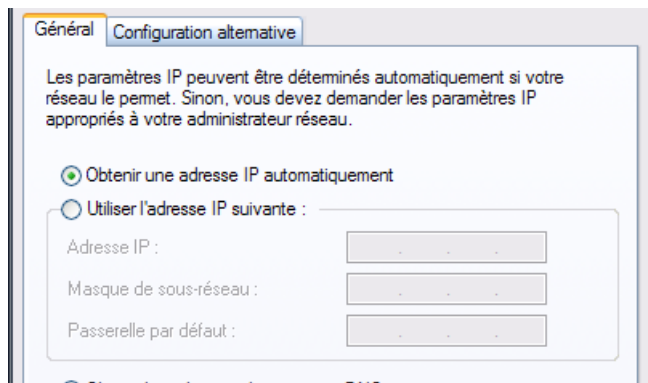 Général
Configuration alternative
Les paramètres IP peuvent être déterminés automatiquement si votre
réseau le permet. Sinon, vous devez demander les paramètres IP
appropriés à votre administrateur réseau.
Obtenir une adresse IP automatiquement
Utiliser l'adresse IP suivante :
Adresse IP :
Masque de sous-réseau :
Passerelle par défaut :